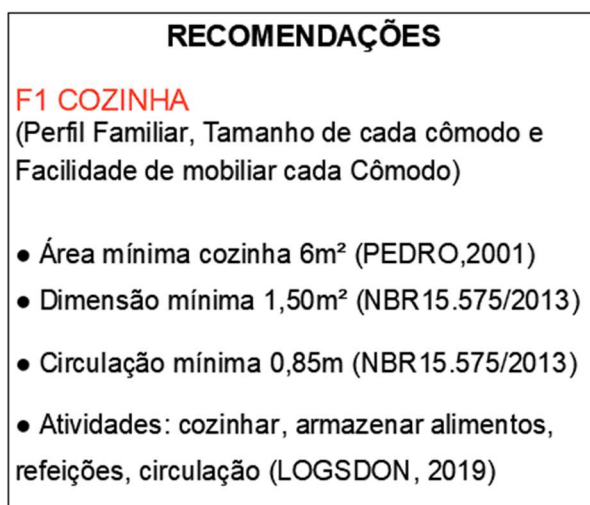 RECOMENDAÇÕES
F1 COZINHA
(Perfil Familiar, Tamanho de cada cômodo e
Facilidade de mobiliar cada Cômodo)
● Área mínima cozinha 6m² (PEDRO,2001)
● Dimensão mínima 1,50m² (NBR15.575/2013)
● Circulação mínima 0,85m (NBR15.575/2013)
● Atividades: cozinhar, armazenar alimentos,
refeições, circulação (LOGSDON, 2019)